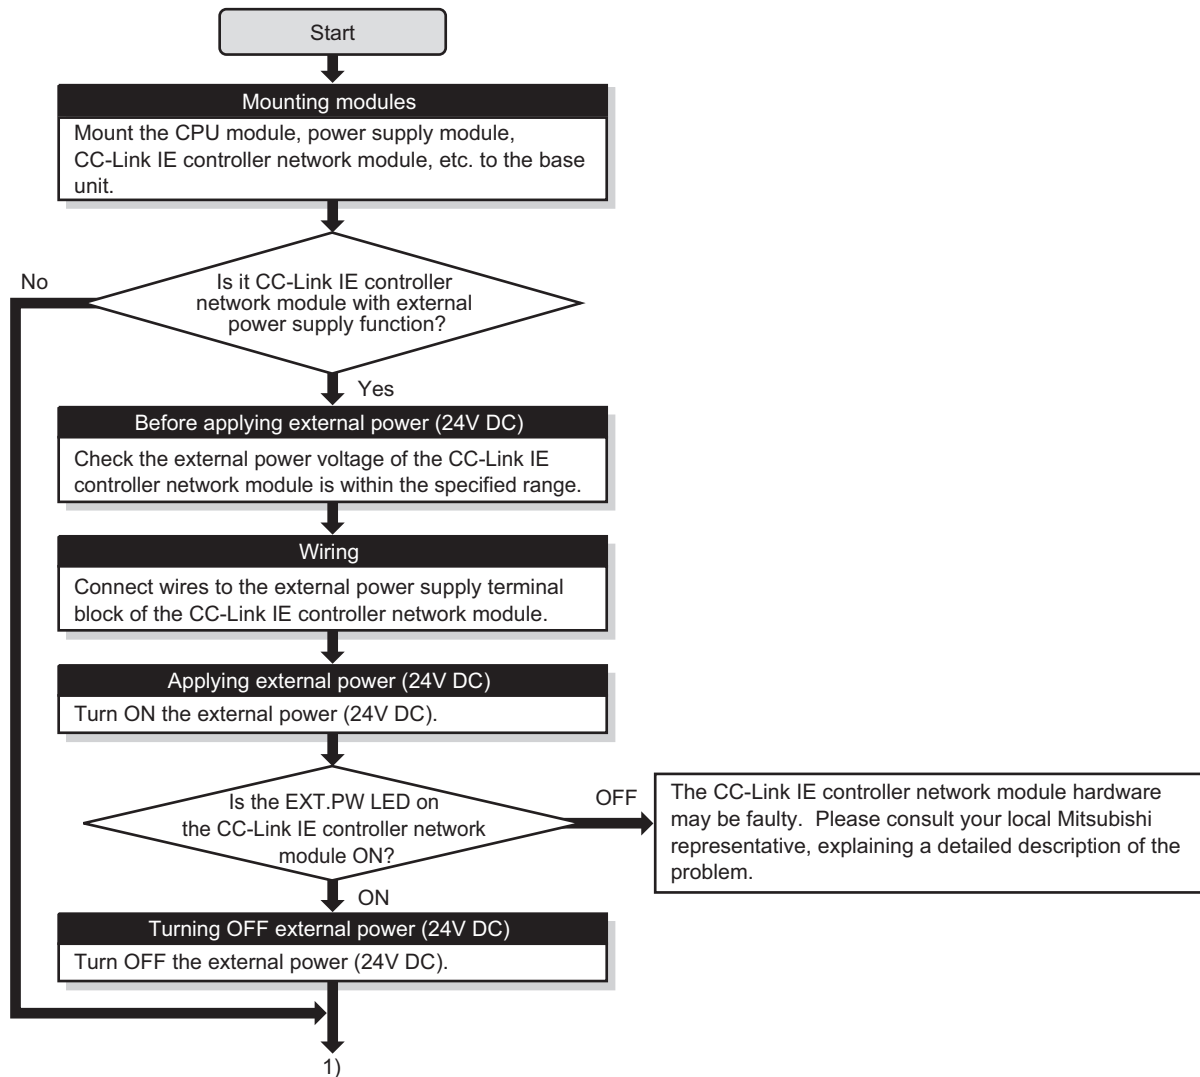 Start
Mounting modules
Mount the CPU module, power supply module,
CC-Link IE controller network module, etc. to the base
unit.
No
Is it CC-Link IE controller
network module with external
power supply function?
Yes
Before applying external power (24V DC)
Check the external power voltage of the CC-Link IE
controller network module is within the specified range.
Wiring
Connect wires to the external power supply terminal
block of the CC-Link IE controller network module.
Applying external power (24V DC)
Turn ON the external power (24V DC).
Is the EXT.PW LED on
the CC-Link IE controller network
module ON?
OFF
The CC-Link IE controller network module hardware
may be faulty.  Please consult your local Mitsubishi
representative, explaining a detailed description of the
problem.
ON
Turning OFF external power (24V DC)
Turn OFF the external power (24V DC).
1)